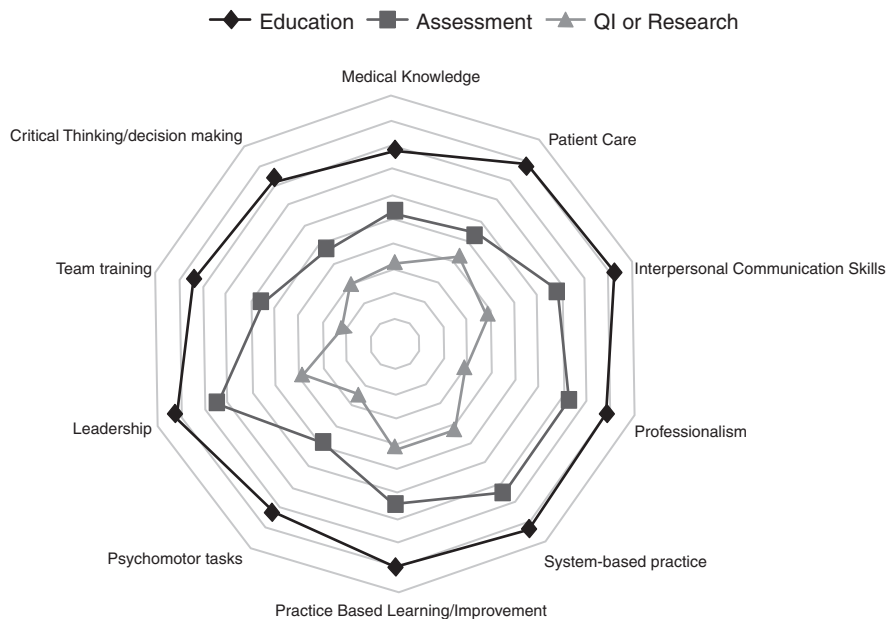 Education Assessment QI or Research
Medical Knowledge
Critical Thinking/decision making
Patient Care
Team training
Interpersonal Communication Skills
Leadership
Professionalism
Psychomotor tasks
System-based practice
Practice Based Learning/Improvement